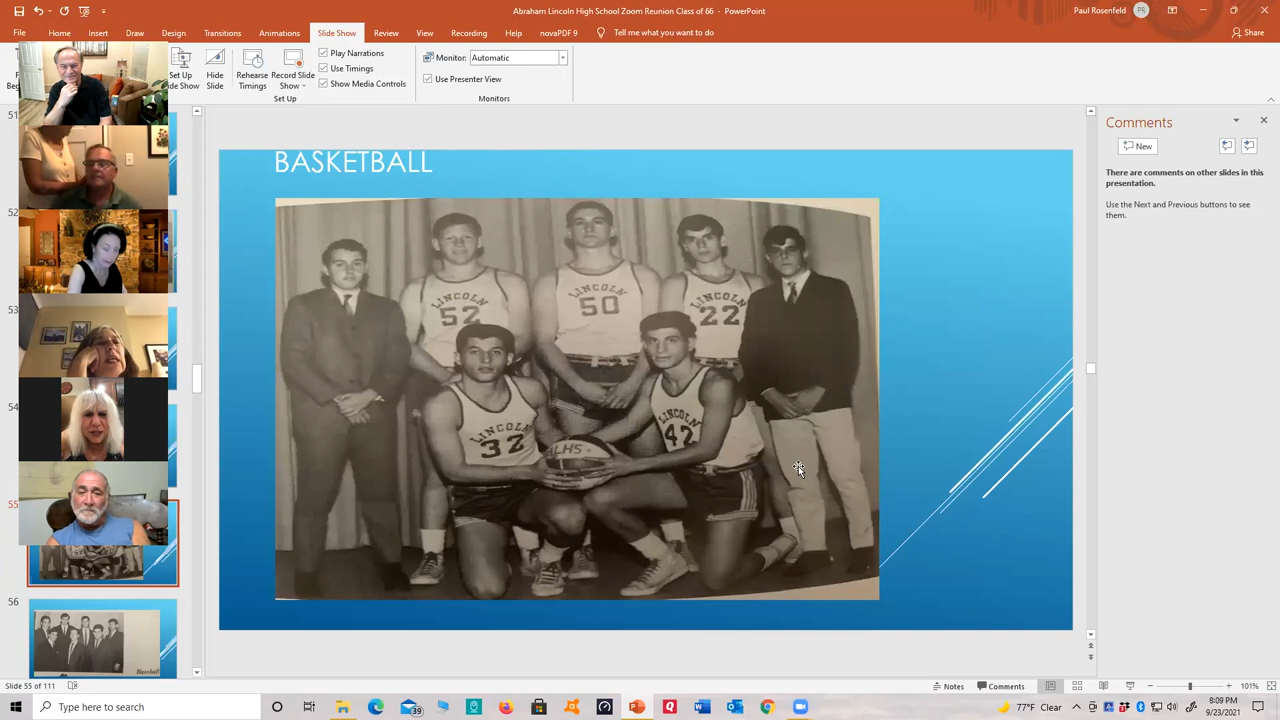 Abraham Lincoln High School Zoom Reunion Class of 66 - PowerPoint
Paul Rosenfeld
PR
File
Home
Insert
Design
Transitions
Animations
Slide Show
Review
View
Recording
Help
novaPDF 9
Tell me what you want to do
Share
Set Up
Hide
Slide
Rehearse
Timings
Record Slide
Show
Play Narrations
Use Timings
Show Media Controls
Set Up
Monitor:
Automatic
Use Presenter View
Monitors
51
52
53
54
55
56
Baseball
BASKETBALL
LINCOLN
52
LINCOLN
50
LINCOLN
22
LINCOLN
32
LINCOLN
42
ALHS
Comments
New
There are comments on other slides in this
presentation.
Use the Next and Previous buttons to see
them.
Slide 55 of 111
Notes
Comments
101%
Type here to search
39
77°F Clear
8:09 PM
9/23/2021